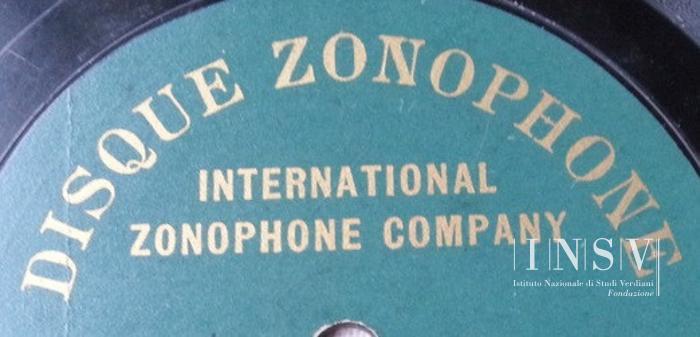 DISQUE ZONOPHONE
INTERNATIONAL
ZONOPHONE COMPANY
INSV
Istituto Nazionale di Studi Verdiani
Fondazione